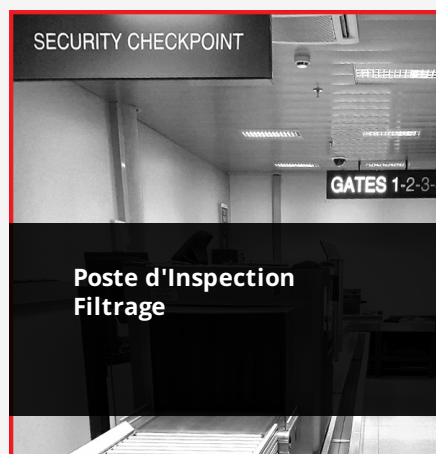 SECURITY CHECKPOINT
GATES 1-2-3-
Poste d'Inspection
Filtrage